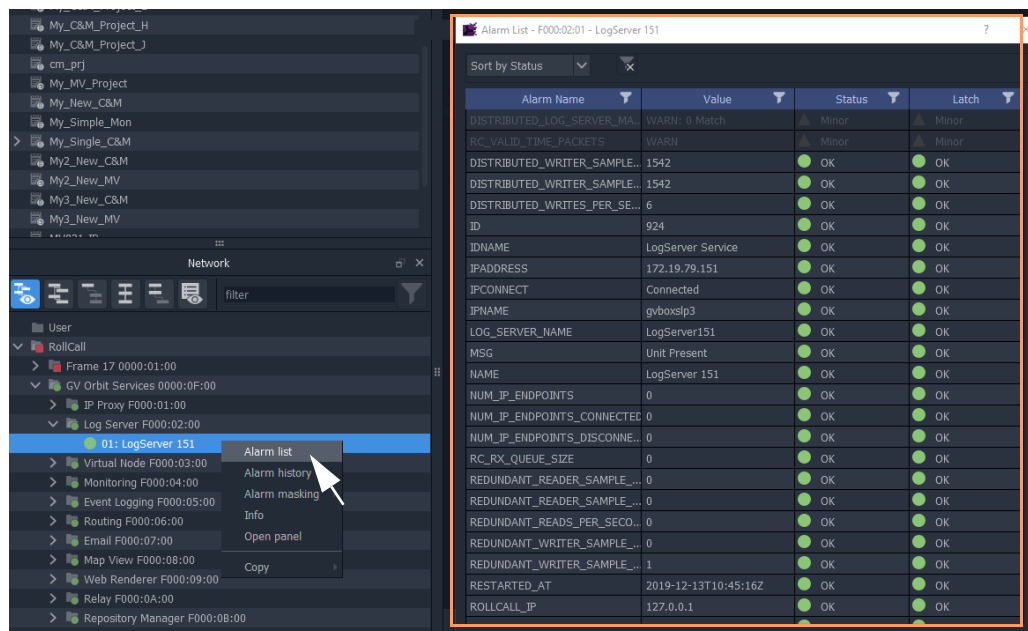 My_C&M_Project_H
My_C&M_Project_J
cm_prj
My_MV_Project
My_New_C&M
My_Simple_Mon
My_Single_C&M
My2_New_C&M
My2_New_MV
My3_New_C&M
My3_New_MV
Network
filter
User
RollCall
Frame 17 0000:01:00
GV Orbit Services 0000:0F:00
IP Proxy F000:01:00
Log Server F000:02:00
01: LogServer 151
Virtual Node F000:03:00
Monitoring F000:04:00
Event Logging F000:05:00
Routing F000:06:00
Email F000:07:00
Map View F000:08:00
Web Renderer F000:09:00
Relay F000:0A:00
Repository Manager F000:0B:00
Alarm list
Alarm history
Alarm masking
Info
Open panel
Copy
Alarm List - F000:02:01 - LogServer 151 ?
Sort by Status
Alarm Name Value Status Latch
DISTRIBUTED_LOG_SERVER_MA... WARN: 0 Match Minor Minor
RC_VALID_TIME_PACKETS WARN Minor Minor
DISTRIBUTED_WRITER_SAMPLE... 1542 OK OK
DISTRIBUTED_WRITER_SAMPLE... 1542 OK OK
DISTRIBUTED_WRITES_PER_SE... 6 OK OK
ID 924 OK OK
IDNAME LogServer Service OK OK
IPADDRESS 172.19.79.151 OK OK
IPCONNECT Connected OK OK
IPNAME gvboxslp3 OK OK
LOG_SERVER_NAME LogServer151 OK OK
MSG Unit Present OK OK
NAME LogServer 151 OK OK
NUM_IP_ENDPOINTS 0 OK OK
NUM_IP_ENDPOINTS_CONNECTED 0 OK OK
NUM_IP_ENDPOINTS_DISCONNE... 0 OK OK
RC_RX_QUEUE_SIZE 0 OK OK
REDUNDANT_READER_SAMPLE_... 0 OK OK
REDUNDANT_READER_SAMPLE_... 0 OK OK
REDUNDANT_READS_PER_SECO... 0 OK OK
REDUNDANT_WRITER_SAMPLE_... 0 OK OK
REDUNDANT_WRITER_SAMPLE_... 1 OK OK
RESTARTED_AT 2019-12-13T10:45:16Z OK OK
ROLLCALL_IP 127.0.0.1 OK OK